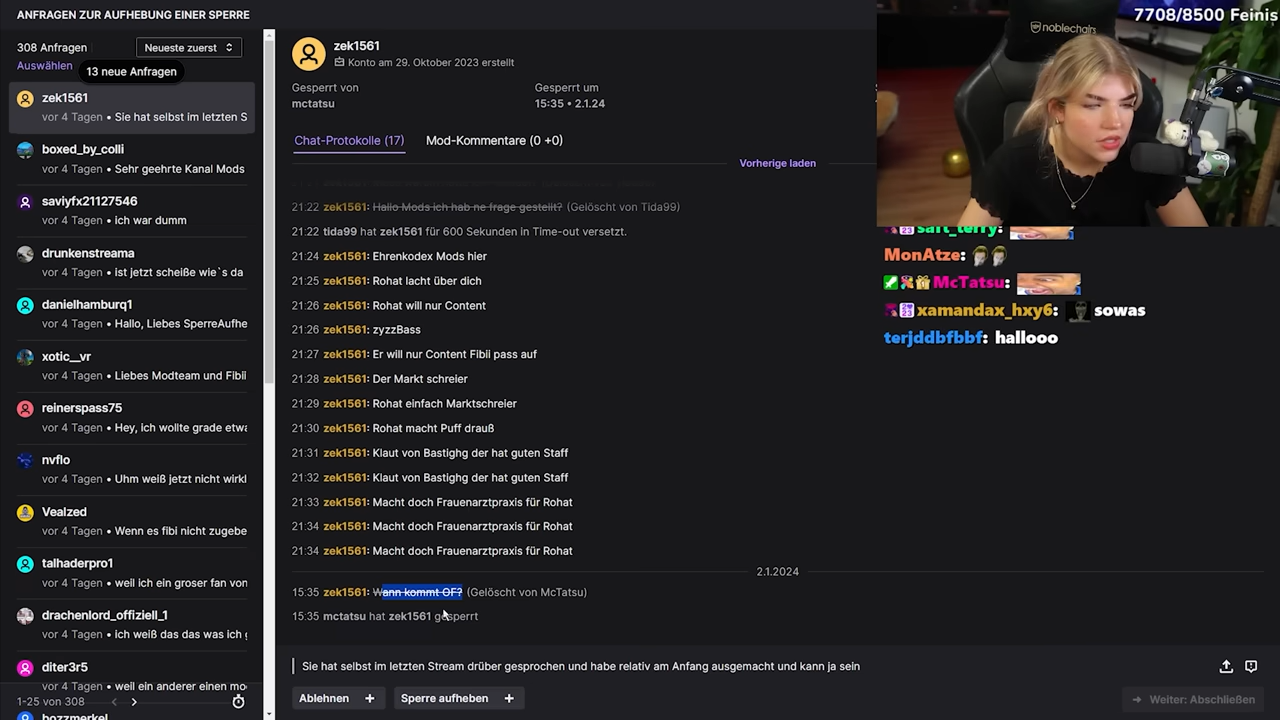 ANFRAGEN ZUR AUFHEBUNG EINER SPERRE
308 Anfragen
Neueste zuerst
Auswählen
13 neue Anfragen
zek1561
vor 4 Tagen • Sie hat selbst im letzten S
boxed_by_colli
vor 4 Tagen • Sehr geehrte Kanal Mods
saviyfx21127546
vor 4 Tagen • ich war dumm
drunkenstreama
vor 4 Tagen • ist jetzt scheiße wie`s da
danielhamburq1
vor 4 Tagen • Hallo, Liebes SperreAufhe
xotic__vr
vor 4 Tagen • Liebes Modteam und Fibii
reinerspass75
vor 4 Tagen • Hey, ich wollte grade etwa
nvflo
vor 4 Tagen • Uhm weiß jetzt nicht wirkl
Vealzed
vor 4 Tagen • Wenn es fibi nicht zugebe
talhaderpro1
vor 4 Tagen • weil ich ein groser fan von
drachenlord_offiziell_1
vor 4 Tagen • ich weiß das das was ich g
diter3r5
vor 4 Tagen • weil ein anderer einen mo
bozzmerkel
1-25 von 308
zek1561
Konto am 29. Oktober 2023 erstellt
Gesperrt von
mctatsu
Gesperrt um
15:35 • 2.1.24
Chat-Protokolle (17)
Mod-Kommentare (0 +0)
Vorherige laden
21:22 zek1561: Hallo Mods ich hab ne frage gestellt? (Gelöscht von Tida99)
21:22 tida99 hat zek1561 für 600 Sekunden in Time-out versetzt.
21:24 zek1561: Ehrenkodex Mods hier
21:25 zek1561: Rohat lacht über dich
21:26 zek1561: Rohat will nur Content
21:26 zek1561: zyzzBass
21:27 zek1561: Er will nur Content Fibii pass auf
21:28 zek1561: Der Markt schreier
21:29 zek1561: Rohat einfach Marktschreier
21:30 zek1561: Rohat macht Puff drauß
21:31 zek1561: Klaut von Bastighg der hat guten Staff
21:32 zek1561: Klaut von Bastighg der hat guten Staff
21:33 zek1561: Macht doch Frauenarztpraxis für Rohat
21:34 zek1561: Macht doch Frauenarztpraxis für Rohat
21:34 zek1561: Macht doch Frauenarztpraxis für Rohat
2.1.2024
15:35 zek1561: Wann kommt OF? (Gelöscht von McTatsu)
15:35 mctatsu hat zek1561 gesperrt
Sie hat selbst im letzten Stream drüber gesprochen und habe relativ am Anfang ausgemacht und kann ja sein
Ablehnen
Sperre aufheben
Weiter: Abschließen
7708/8500 Feinis
noblechairs
saft_terry:
MonAtze:
McTatsu:
xamandax_hxy6: sowas
terjddbfbbf: hallooo